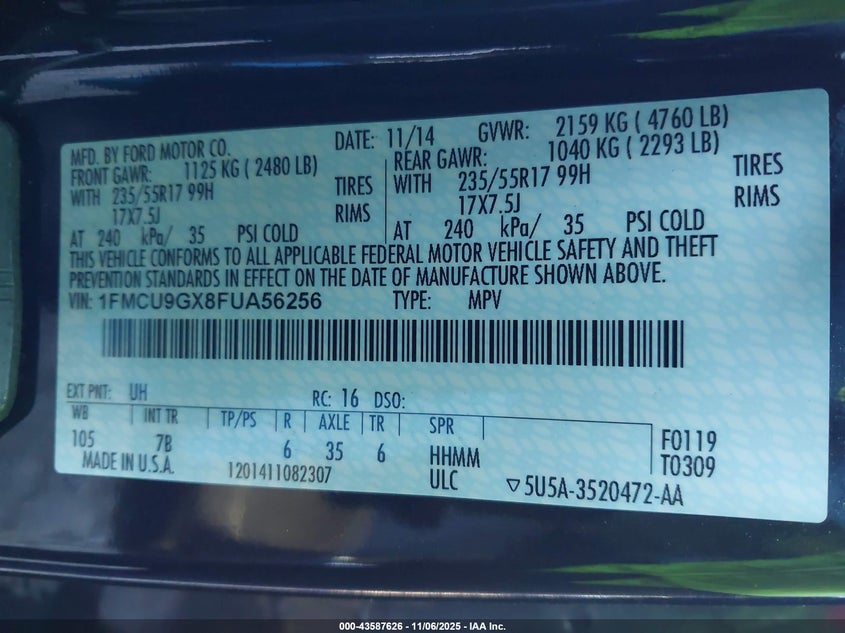 MFD. BY FORD MOTOR CO. DATE: 11/14 GVWR: 2159 KG ( 4760 LB)
FRONT GAWR: 1125 KG ( 2480 LB) REAR GAWR: 1040 KG ( 2293 LB)
WITH 235/55R17 99H TIRES WITH 235/55R17 99H TIRES
17X7.5J RIMS 17X7.5J RIMS
AT 240 kPa/ 35 PSI COLD AT 240 kPa/ 35 PSI COLD
THIS VEHICLE CONFORMS TO ALL APPLICABLE FEDERAL MOTOR VEHICLE SAFETY AND THEFT
PREVENTION STANDARDS IN EFFECT ON THE DATE OF MANUFACTURE SHOWN ABOVE.
VIN: 1FMCU9GX8FUA56256 TYPE: MPV
EXT PNT: UH RC: 16 DSO:
WB INT TR TP/PS R AXLE TR SPR
105 7B 6 35 6 HHMM F0119
MADE IN U.S.A. 1201411082307 ULC T0309
▽5U5A-3520472-AA
000-43587626 - 11/06/2025 - IAA Inc.